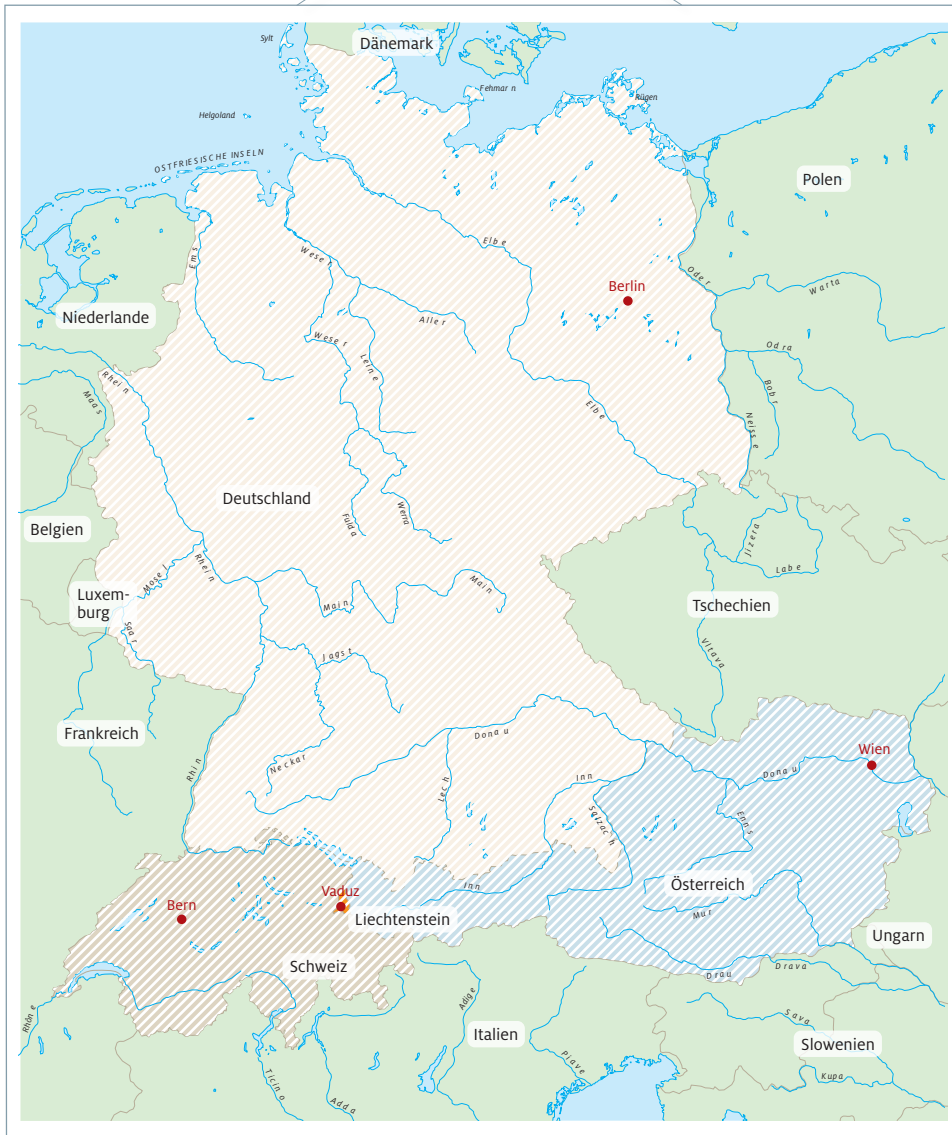 Sylt
Dänemark
Fehmarn
Rügen
Helgoland
OSTFRIESISCHE INSELN
Polen
Elbe
Weser
Ems
Oder
Berlin
Warta
Niederlande
Aller
Weser
Odra
Leine
Rhein
Maas
Bobr
Elbe
Neisse
Deutschland
Werra
Fulda
Belgien
Jizera
Labe
Mosel
Rhein
Main
Main
Luxem-
burg
Tschechien
Saar
Jagst
Vltava
Frankreich
Donau
Wien
Neckar
Rhin
Donau
Inn
Lech
Salzach
Enns
Inn
Österreich
Vaduz
Bern
Liechtenstein
Mur
Ungarn
Schweiz
Drau
Drava
Adige
Rhône
Sava
Italien
Slowenien
Piave
Kupa
Ticino
Adda